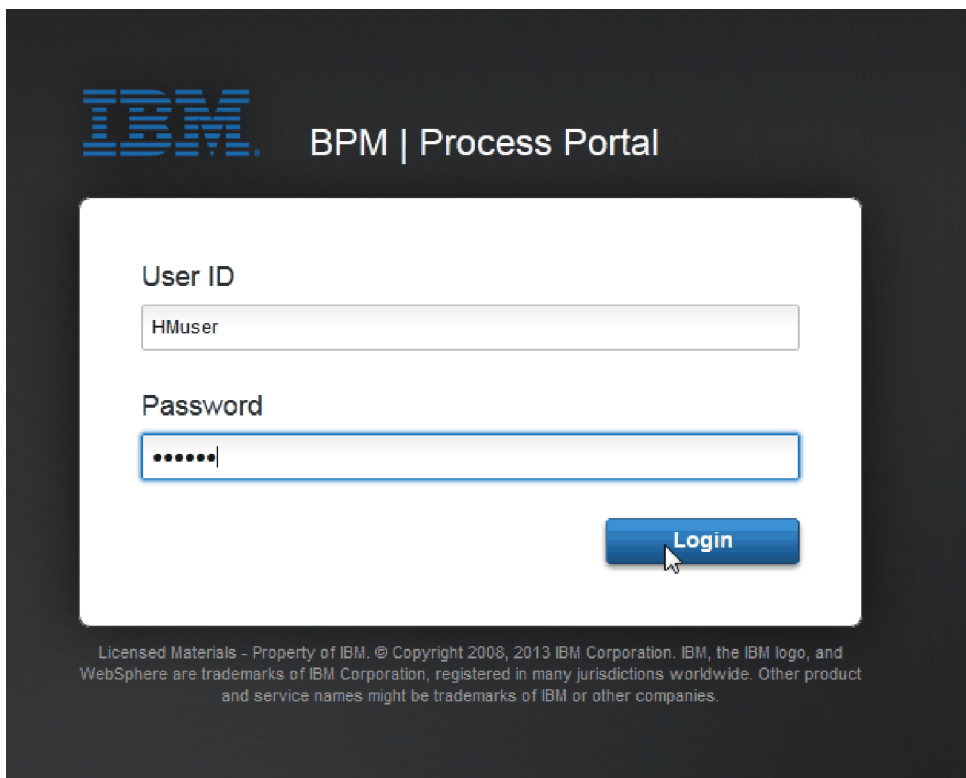 IBM.
BPM | Process Portal
User ID
HMuser
Password
••••••
Login
Licensed Materials - Property of IBM. © Copyright 2008, 2013 IBM Corporation. IBM, the IBM logo, and
WebSphere are trademarks of IBM Corporation, registered in many jurisdictions worldwide. Other product
and service names might be trademarks of IBM or other companies.